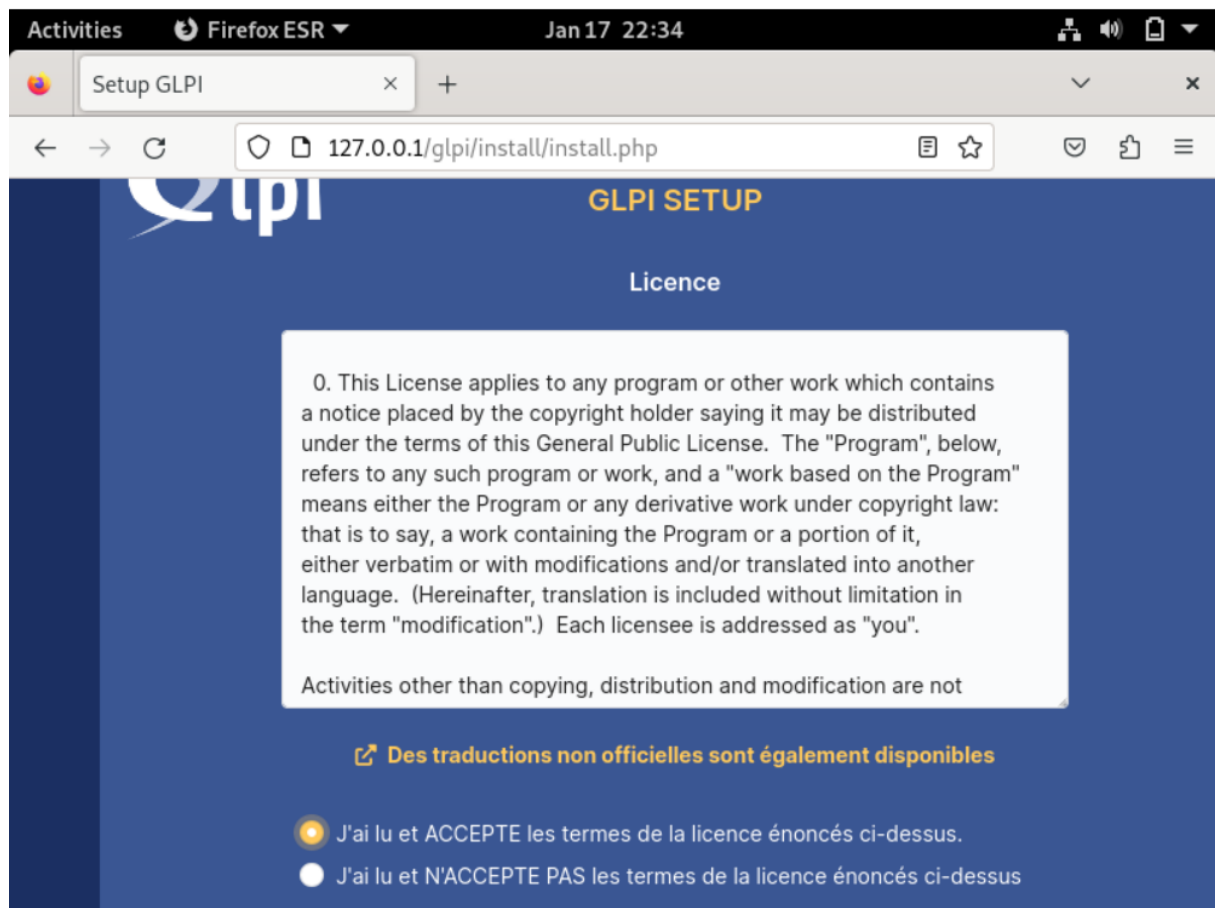 Activities Firefox ESR Jan 17 22:34
Setup GLPI
127.0.0.1/glpi/install/install.php
Glpi GLPI SETUP
Licence
0. This License applies to any program or other work which contains
a notice placed by the copyright holder saying it may be distributed
under the terms of this General Public License. The "Program", below,
refers to any such program or work, and a "work based on the Program"
means either the Program or any derivative work under copyright law:
that is to say, a work containing the Program or a portion of it,
either verbatim or with modifications and/or translated into another
language. (Hereinafter, translation is included without limitation in
the term "modification".) Each licensee is addressed as "you".
Activities other than copying, distribution and modification are not
Des traductions non officielles sont également disponibles
J'ai lu et ACCEPTE les termes de la licence énoncés ci-dessus.
J'ai lu et N'ACCEPTE PAS les termes de la licence énoncés ci-dessus